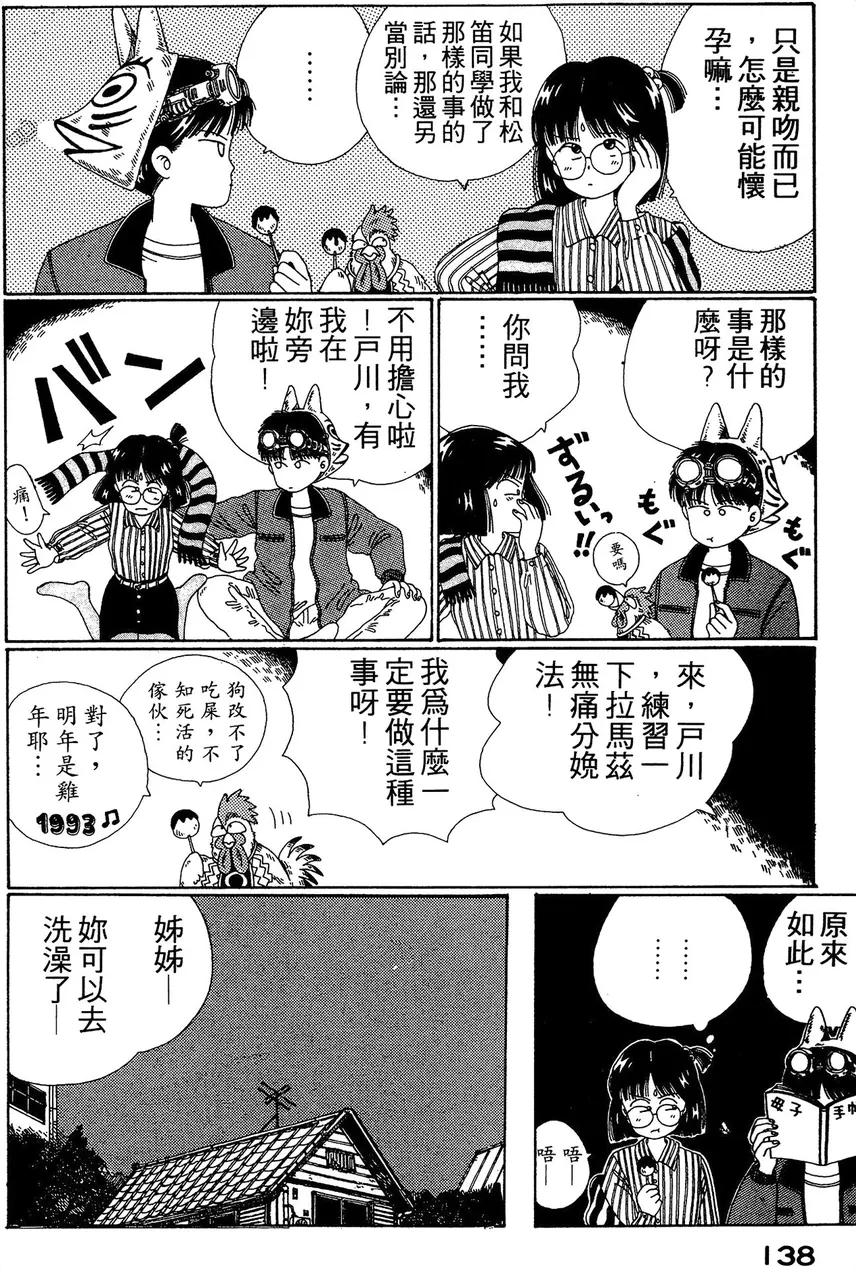 只是親吻而已
，怎麼可能懷
孕嘛…
如果我和松
笛同學做了
那樣的事的
話，那還另
當別論…
……
那樣的
事是什
麼呀?
もぐ
もぐ
要嗎
ずるいっ!!
你問我
……
不用擔心啦
！戸川，有
我在
妳旁
邊啦！
バン
痛！
來，戸川
，練習一
下拉馬茲
無痛分娩
法！
我爲什麼一
定要做這種
事呀！
狗改不了
吃屎，不
知死活的
傢伙…
對了，
明年是雞
年耶…
1993♫
原來
如此…
母子
手帳
……
……
唔—
唔—
姊姊—
妳可以去
洗澡了—
138